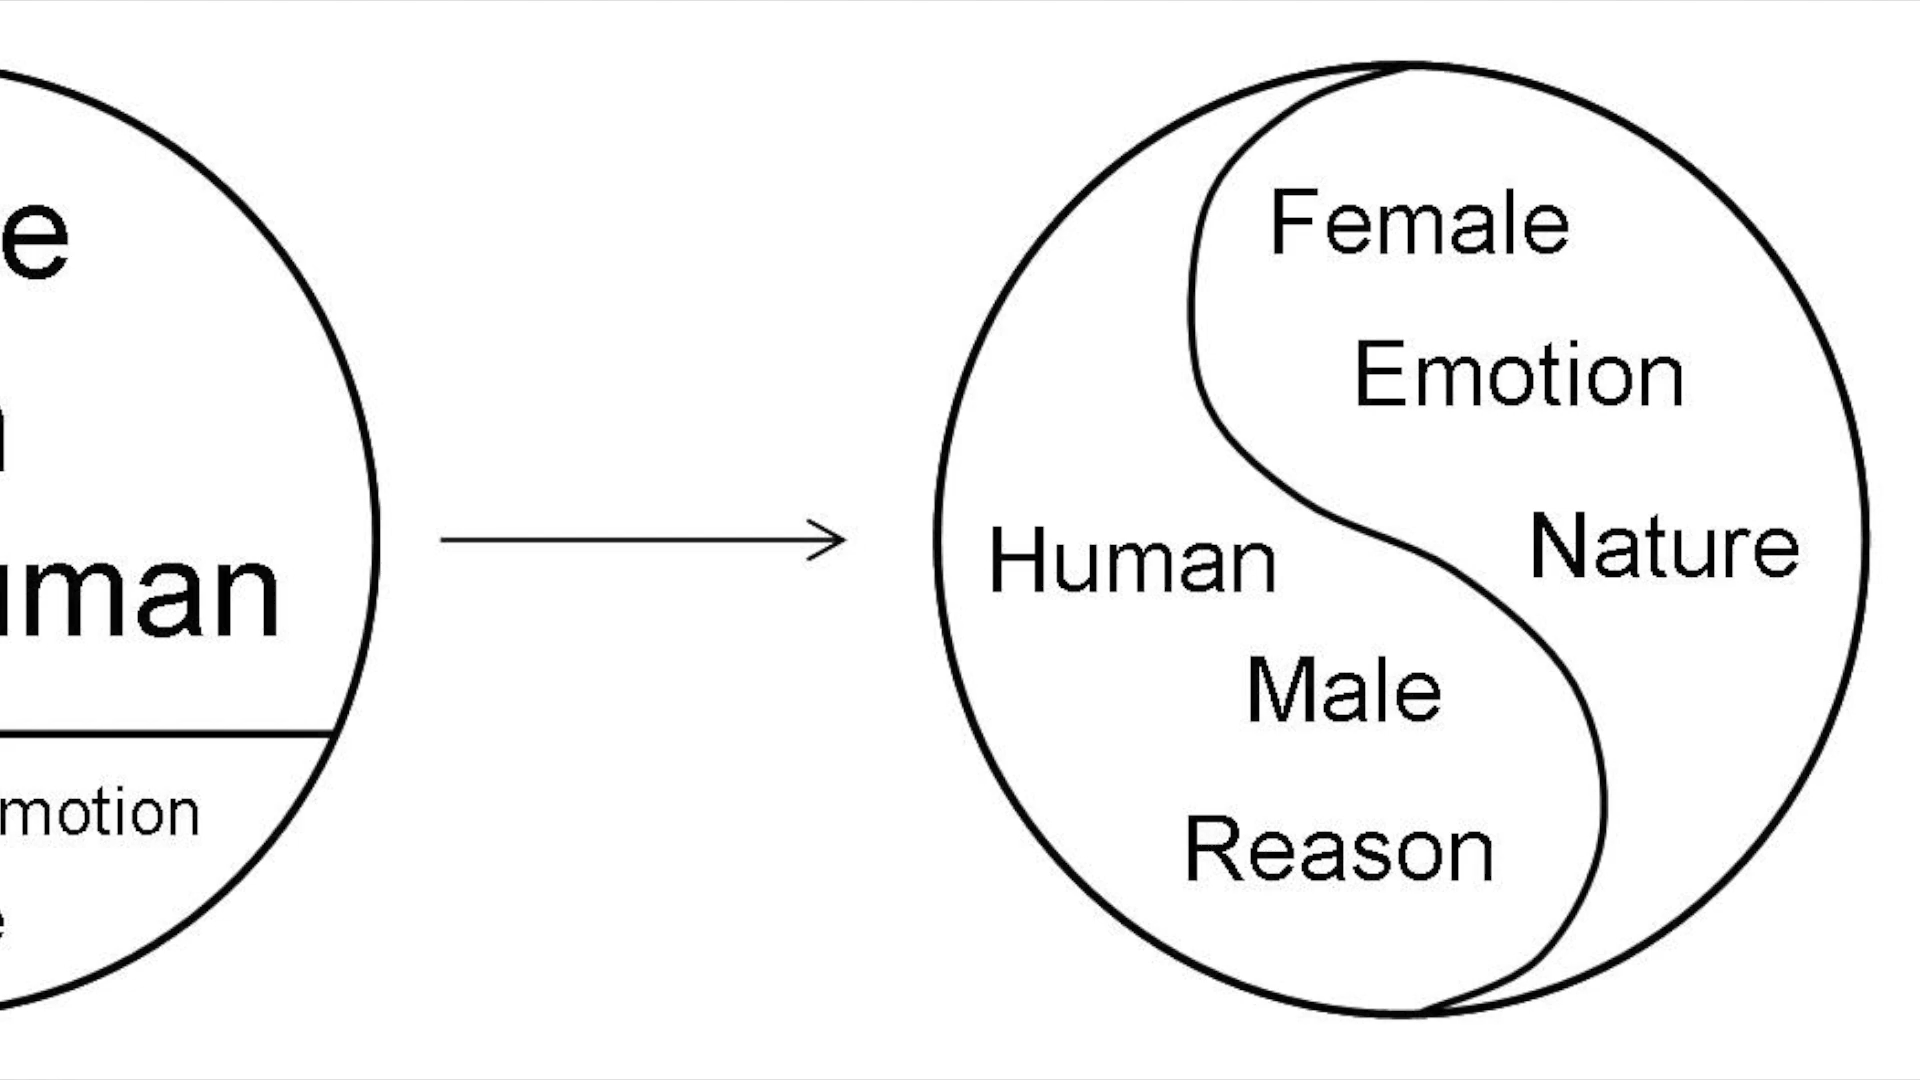 uman
motion
Female
Emotion
Nature
Human
Male
Reason